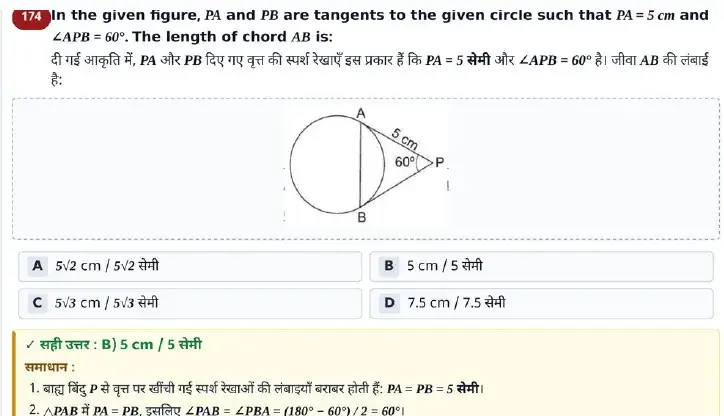 174 In the given figure, PA and PB are tangents to the given circle such that PA = 5 cm and
∠APB = 60°. The length of chord AB is:
दी गई आकृति में, PA और PB दिए गए वृत्त की स्पर्श रेखाएँ इस प्रकार हैं कि PA = 5 सेमी और ∠APB = 60° है। जीवा AB की लंबाई
है:
A
5 cm
60°
P
B
A 5√2 cm / 5√2 सेमी
B 5 cm / 5 सेमी
C 5√3 cm / 5√3 सेमी
D 7.5 cm / 7.5 सेमी
✓ सही उत्तर : B) 5 cm / 5 सेमी
समाधान :
1. बाह्य बिंदु P से वृत्त पर खींची गई स्पर्श रेखाओं की लंबाइयाँ बराबर होती हैं: PA = PB = 5 सेमी।
2. △PAB में PA = PB, इसलिए ∠PAB = ∠PBA = (180° − 60°) / 2 = 60°।